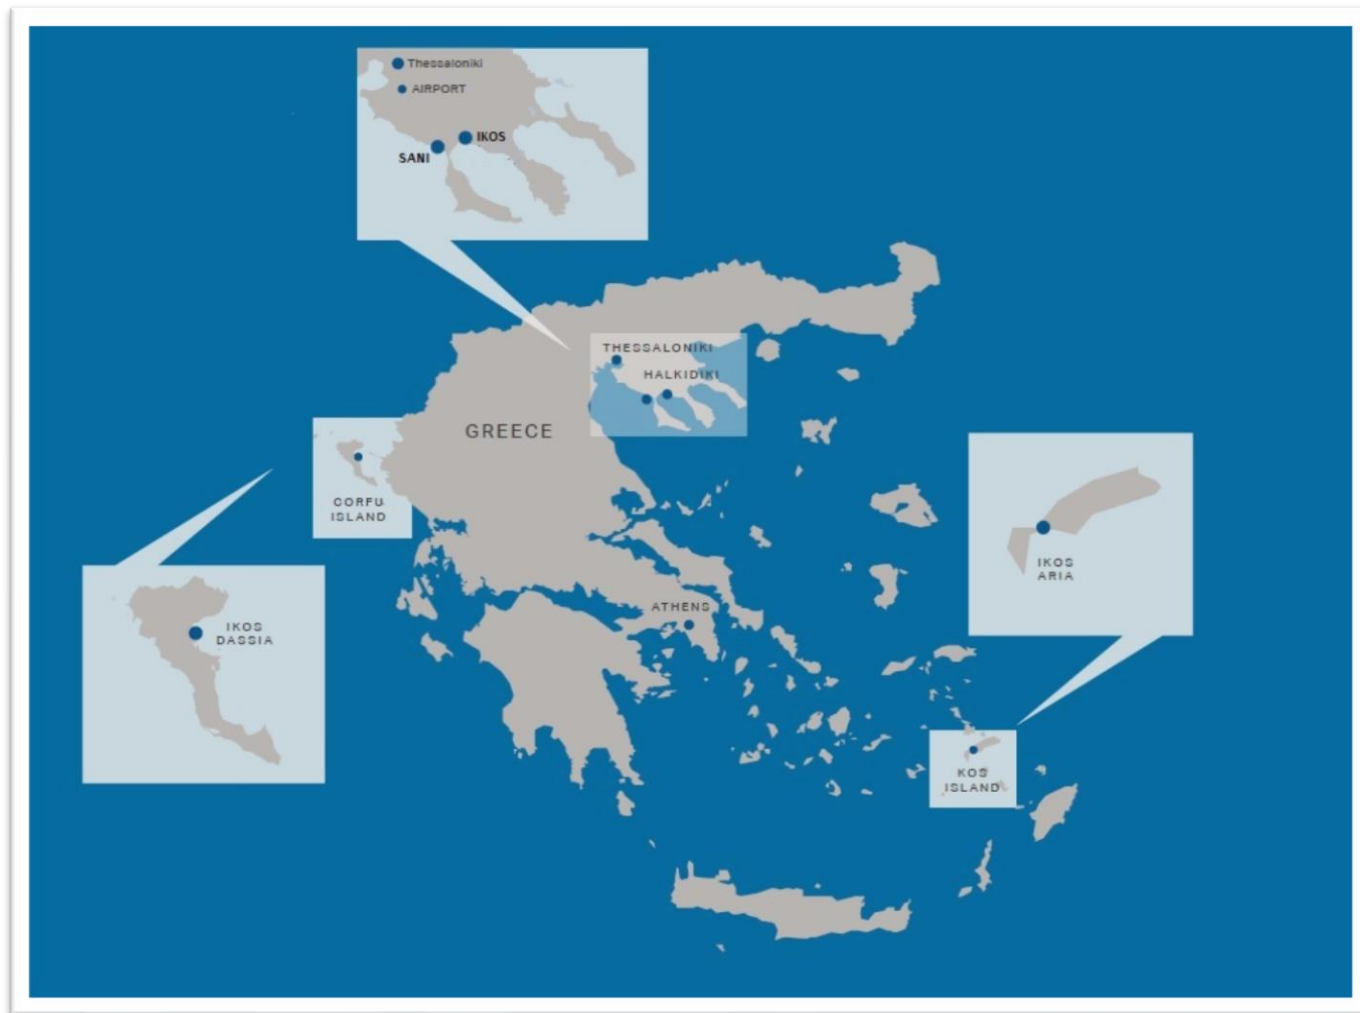 Thessaloniki
AIRPORT
IKOS
SANI
THESSALONIKI
HALKIDIKI
GREECE
CORFU
ISLAND
IKOS
DASSIA
ATHENS
IKOS
ARIA
KOS
ISLAND